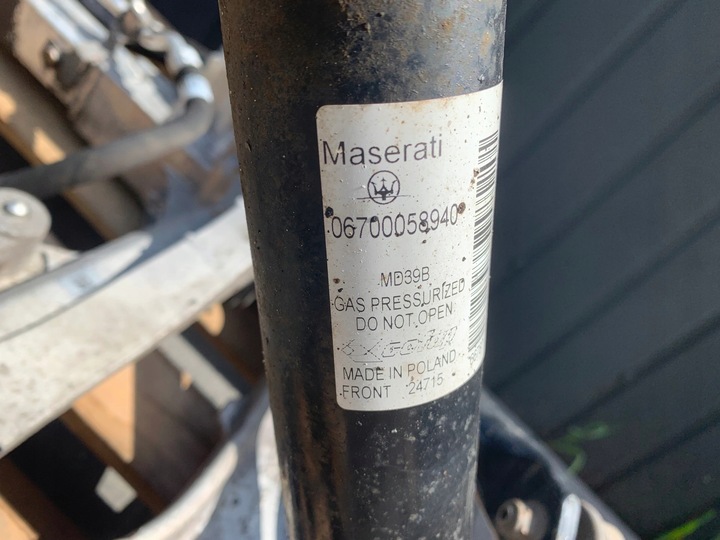 Maserati
06700058940
MD39B
GAS PRESSURIZED
DO NOT OPEN
MADE IN POLAND
FRONT 24715